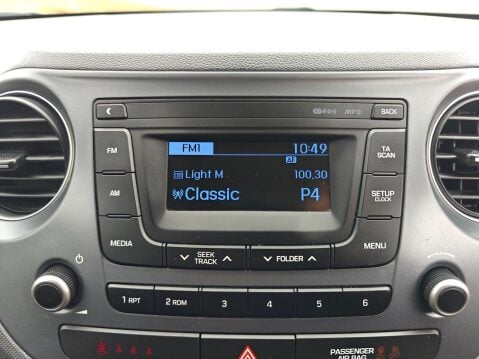 RDS MP3 BACK
FM1 10:49
AF
Light M 100.30
Classic P4
FM
AM
MEDIA
TA
SCAN
SETUP
CLOCK
MENU
SEEK
TRACK
FOLDER
1 RPT 2 RDM 3 4 5 6
PASSENGER
AIR BAG